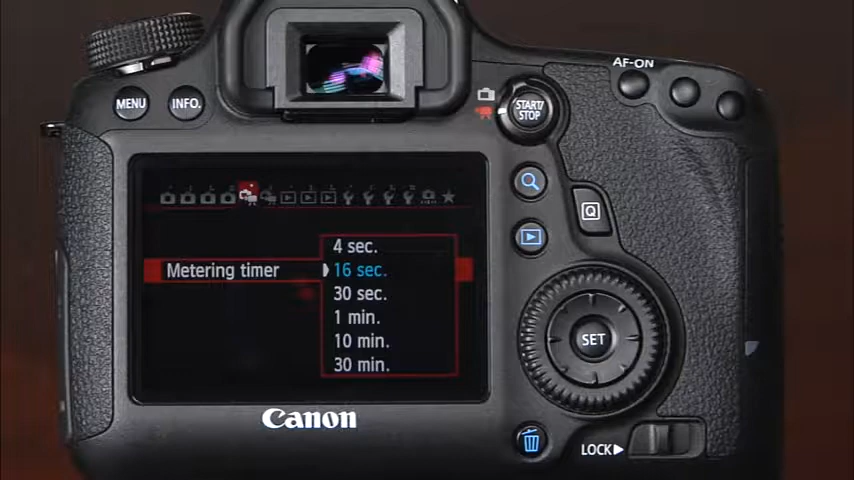 AF-ON
MENU
INFO.
START/
STOP
Q
4 sec.
Metering timer
16 sec.
30 sec.
1 min.
10 min.
30 min.
SET
Canon
LOCK